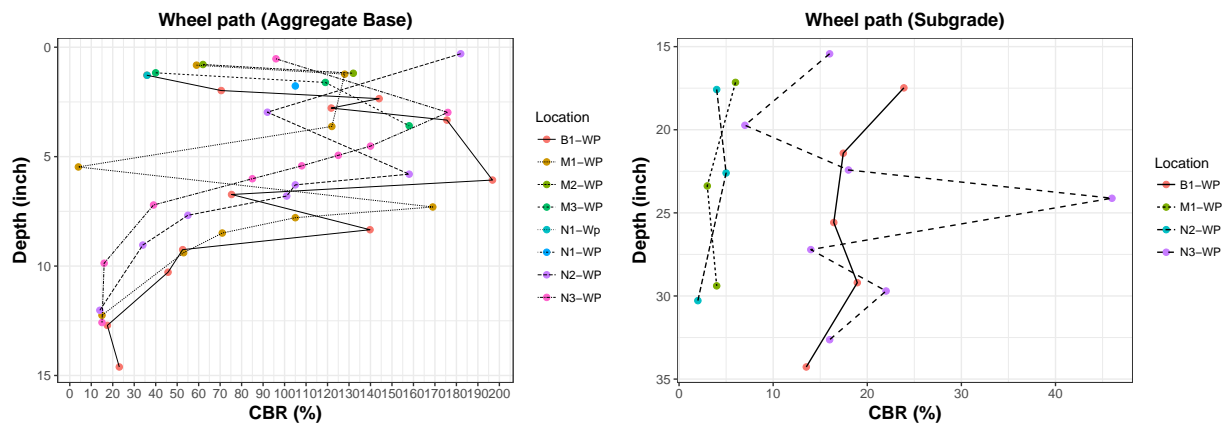 Wheel path (Aggregate Base)
0
5
10
15
Depth (inch)
0 10 20 30 40 50 60 70 80 90 100 110 120 130 140 150 160 170 180 190 200
CBR (%)
Location
B1−WP
M1−WP
M2−WP
M3−WP
N1−Wp
N1−WP
N2−WP
N3−WP
Wheel path (Subgrade)
15
20
25
30
35
Depth (inch)
0 10 20 30 40
CBR (%)
Location
B1−WP
M1−WP
N2−WP
N3−WP